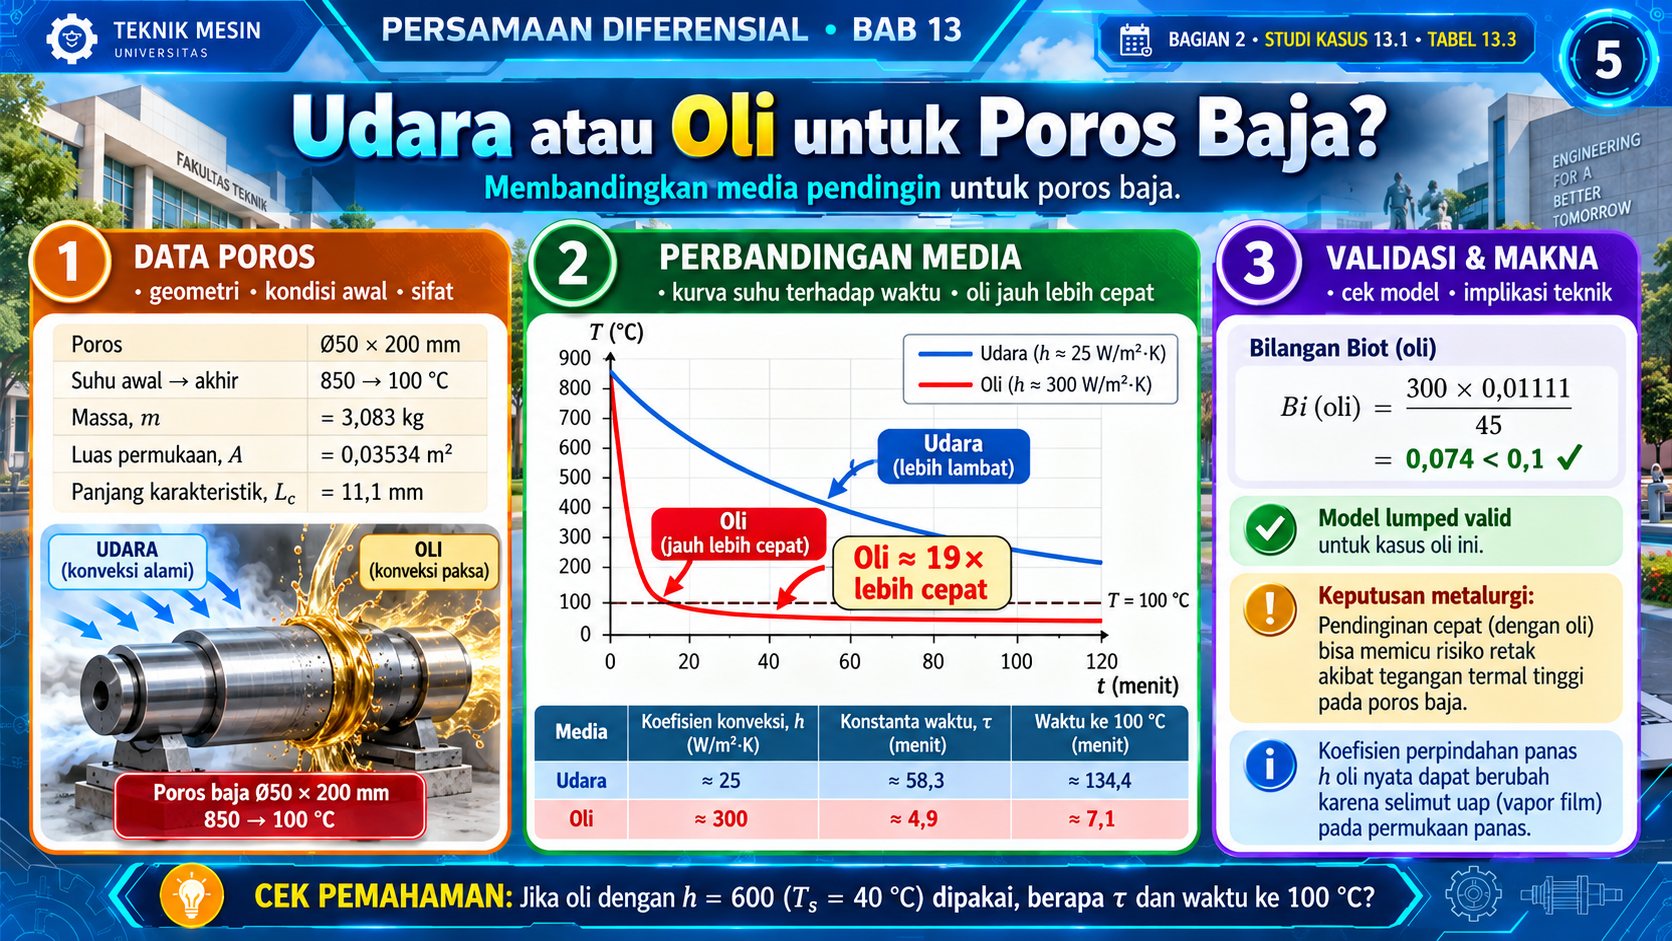 TEKNIK MESIN
UNIVERSITAS
PERSAMAAN DIFERENSIAL • BAB 13
BAGIAN 2 • STUDI KASUS 13.1 • TABEL 13.3
5
Udara atau Oli untuk Poros Baja?
Membandingkan media pendingin untuk poros baja.
FAKULTAS TEKNIK
ENGINEERING
FOR A
BETTER
TOMORROW
1
DATA POROS
• geometri • kondisi awal • sifat
Poros Ø50 × 200 mm
Suhu awal → akhir 850 → 100 °C
Massa, m = 3,083 kg
Luas permukaan, A = 0,03534 m²
Panjang karakteristik, L_c = 11,1 mm
UDARA
(konveksi alami)
OLI
(konveksi paksa)
Poros baja Ø50 × 200 mm
850 → 100 °C
2
PERBANDINGAN MEDIA
• kurva suhu terhadap waktu • oli jauh lebih cepat
T (°C)
900
800
700
600
500
400
300
200
100
0
0 20 40 60 80 100 120
t (menit)
Udara (h ≈ 25 W/m²·K)
Oli (h ≈ 300 W/m²·K)
Udara
(lebih lambat)
Oli
(jauh lebih cepat)
Oli ≈ 19×
lebih cepat
T = 100 °C
Media Koefisien konveksi, h (W/m²·K) Konstanta waktu, τ (menit) Waktu ke 100 °C (menit)
Udara ≈ 25 ≈ 58,3 ≈ 134,4
Oli ≈ 300 ≈ 4,9 ≈ 7,1
3
VALIDASI & MAKNA
• cek model • implikasi teknik
Bilangan Biot (oli)
Bi (oli) = 300 × 0,01111 / 45
= 0,074 < 0,1 ✓
Model lumped valid
untuk kasus oli ini.
Keputusan metalurgi:
Pendinginan cepat (dengan oli)
bisa memicu risiko retak
akibat tegangan termal tinggi
pada poros baja.
Koefisien perpindahan panas
h oli nyata dapat berubah
karena selimut uap (vapor film)
pada permukaan panas.
CEK PEMAHAMAN: Jika oli dengan h = 600 (T_s = 40 °C) dipakai, berapa τ dan waktu ke 100 °C?